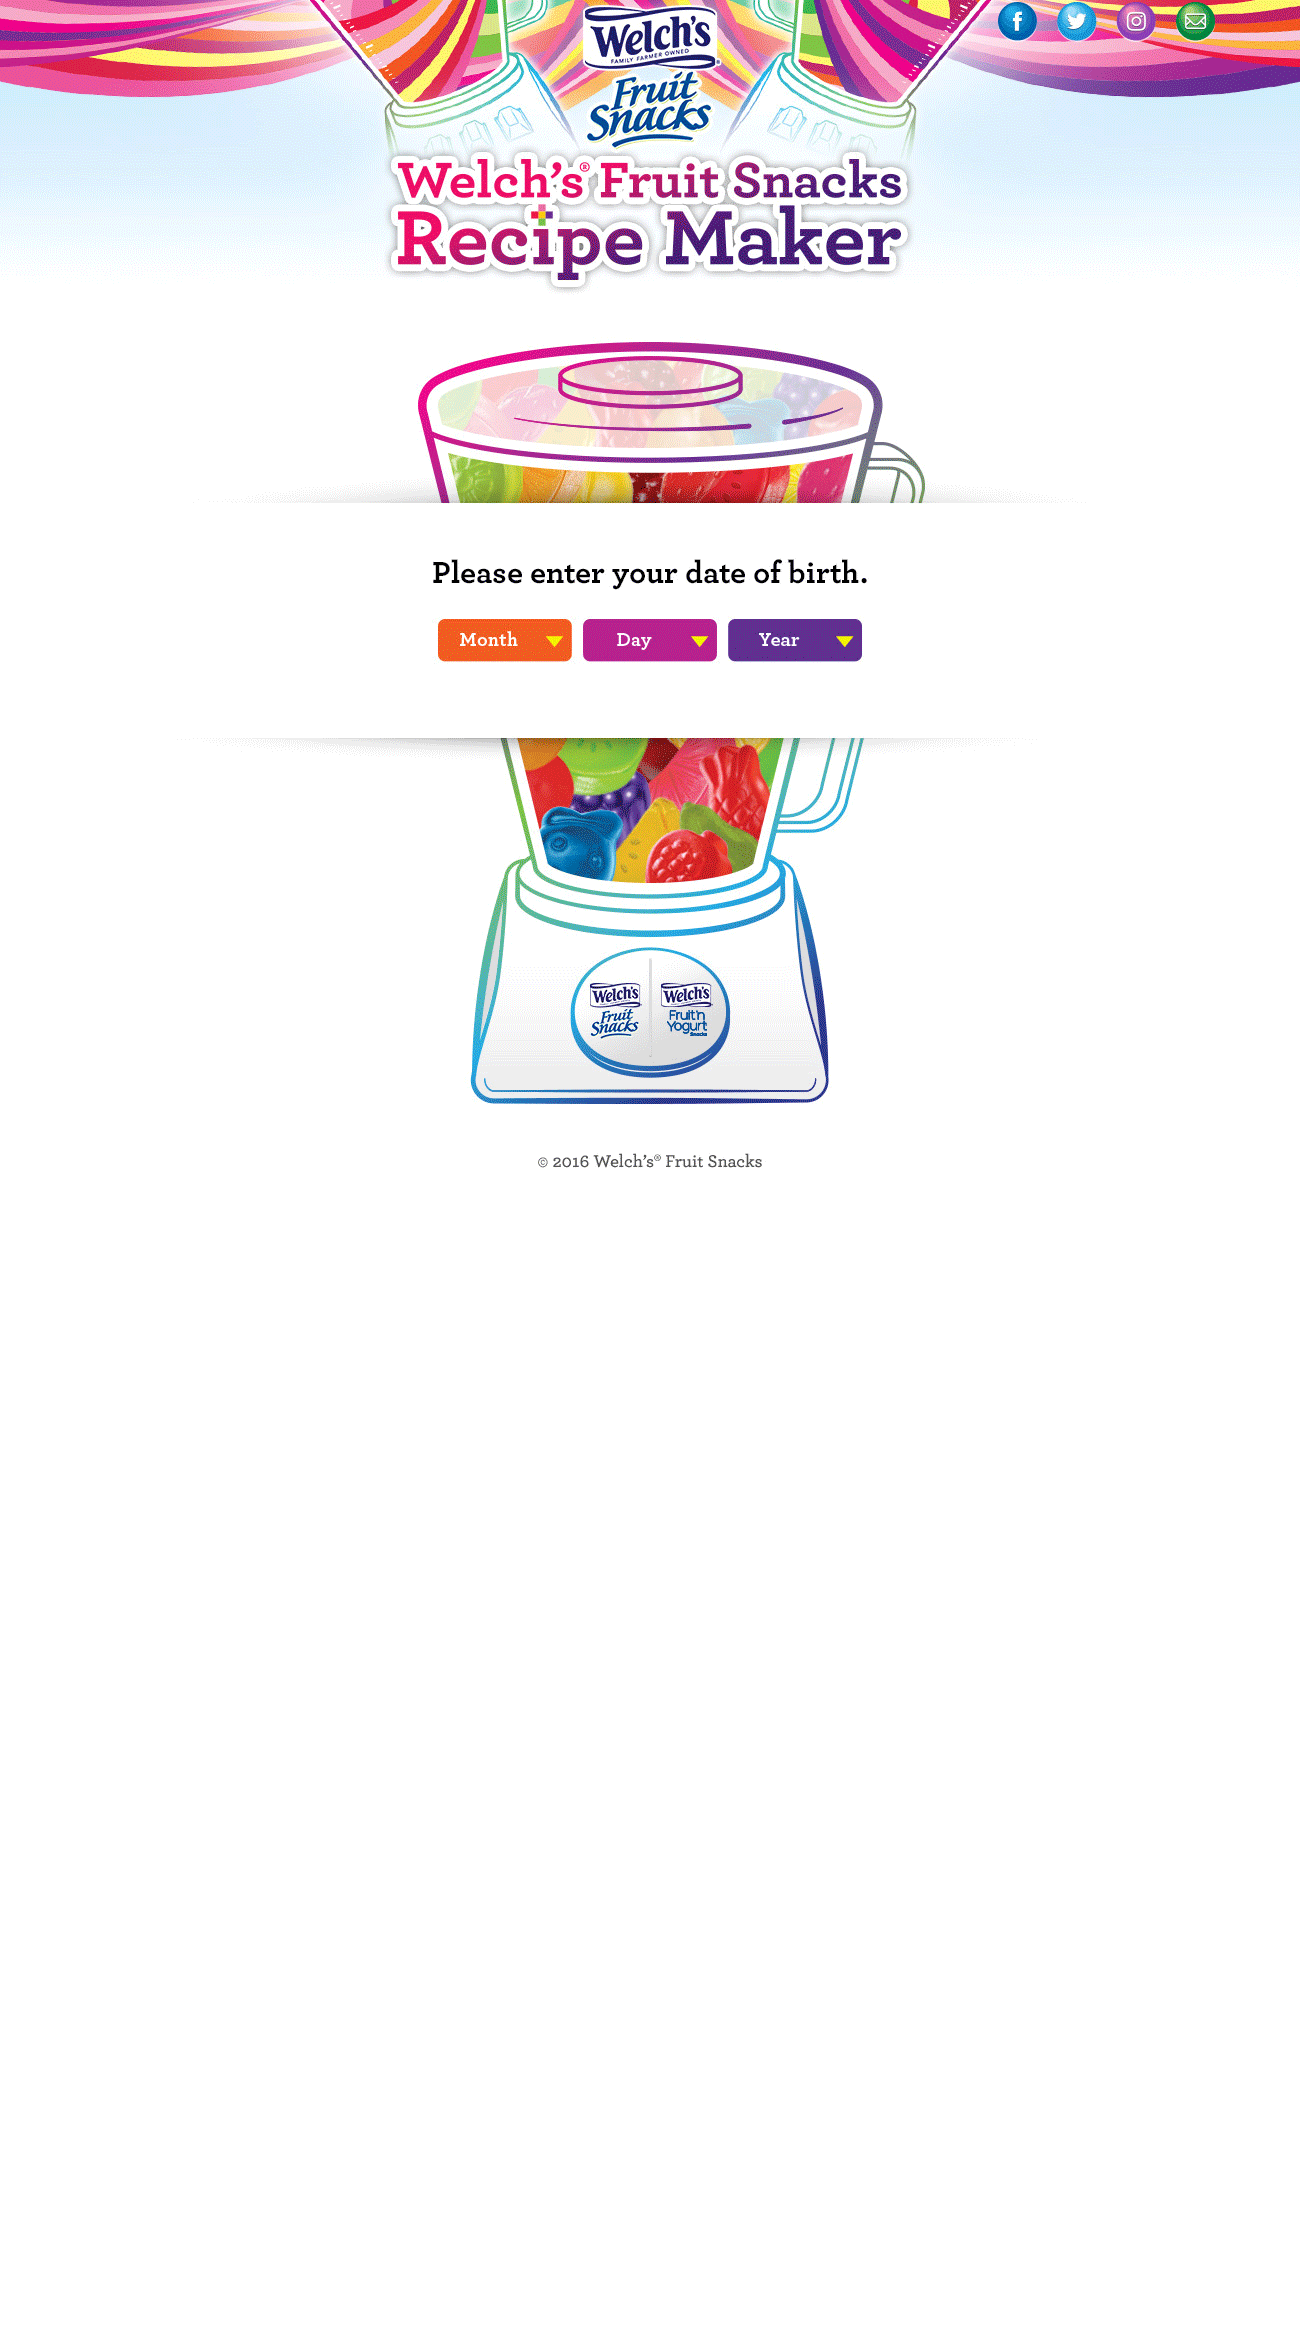 Welch's®
FAMILY FARMER OWNED
Fruit
Snacks
Welch's® Fruit Snacks
Recipe Maker
Please enter your date of birth.
Month Day Year
Welch's Welch's
Fruit Fruit'n
Snacks Yogurt
Snacks
© 2016 Welch's® Fruit Snacks